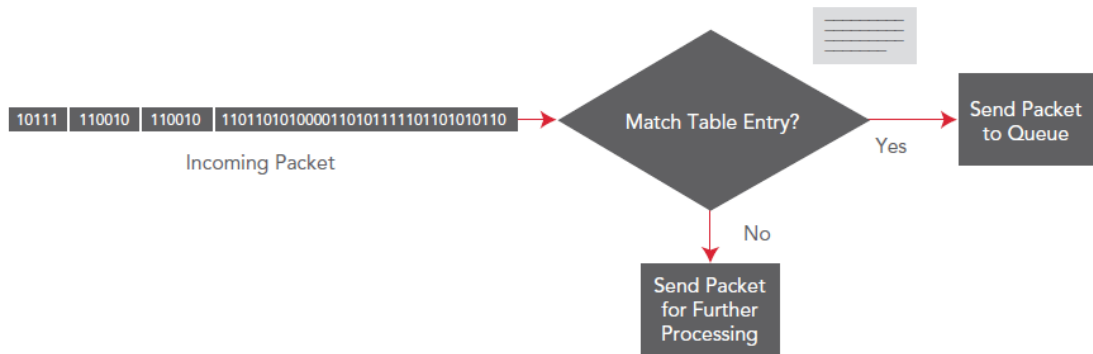 10111 110010 110010 1101101010000110101111101101010110
Incoming Packet
Match Table Entry?
Yes
Send Packet
to Queue
No
Send Packet
for Further
Processing